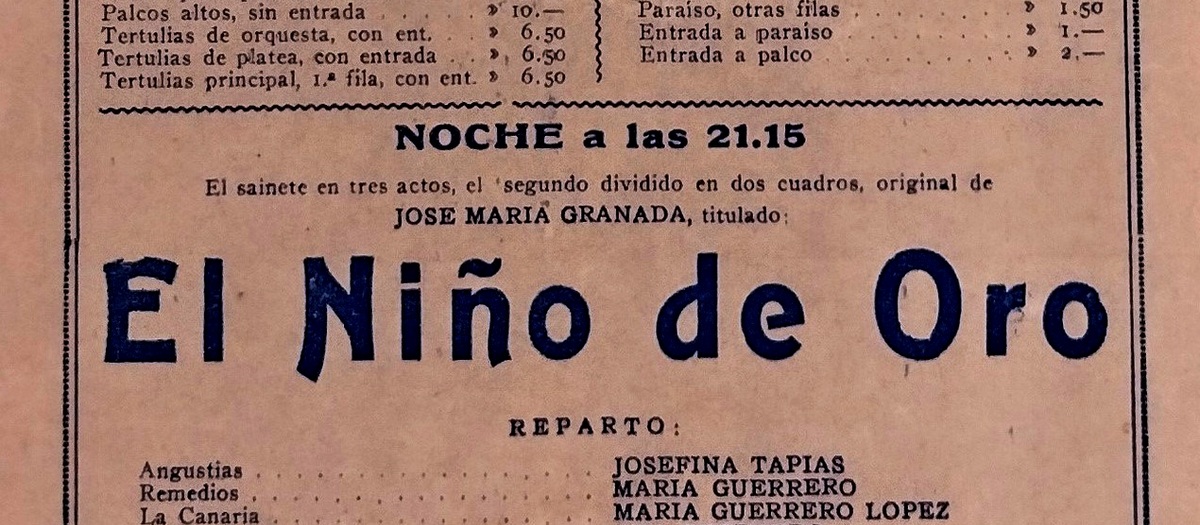 Palcos altos, sin entrada . . . . . » 10.—
Tertulias de orquesta, con ent. . . » 6.50
Tertulias de platea, con entrada . . » 6.50
Tertulias principal, 1.ª fila, con ent. » 6.50
Paraíso, otras filas . . . . . . . . » 1.50
Entrada a paraiso . . . . . . . . » 1.—
Entrada a palco . . . . . . . . . » 2.—
NOCHE a las 21.15
El sainete en tres actos, el segundo dividido en dos cuadros, original de
JOSE MARIA GRANADA, titulado:
El Niño de Oro
REPARTO:
Angustias . . . . . . . . . . . . . . JOSEFINA TAPIAS
Remedios . . . . . . . . . . . . . . MARIA GUERRERO
La Canaria . . . . . . . . . . . . . MARIA GUERRERO LOPEZ